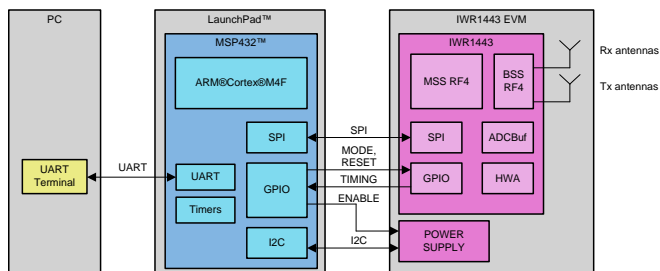 PC
LaunchPad™
IWR1443 EVM
MSP432™
IWR1443
ARM®Cortex®M4F
MSS RF4
BSS
RF4
Rx antennas
Tx antennas
SPI
SPI
SPI
ADCBuf
MODE,
RESET
UART
Terminal
UART
UART
GPIO
TIMING
GPIO
HWA
Timers
ENABLE
I2C
I2C
POWER
SUPPLY